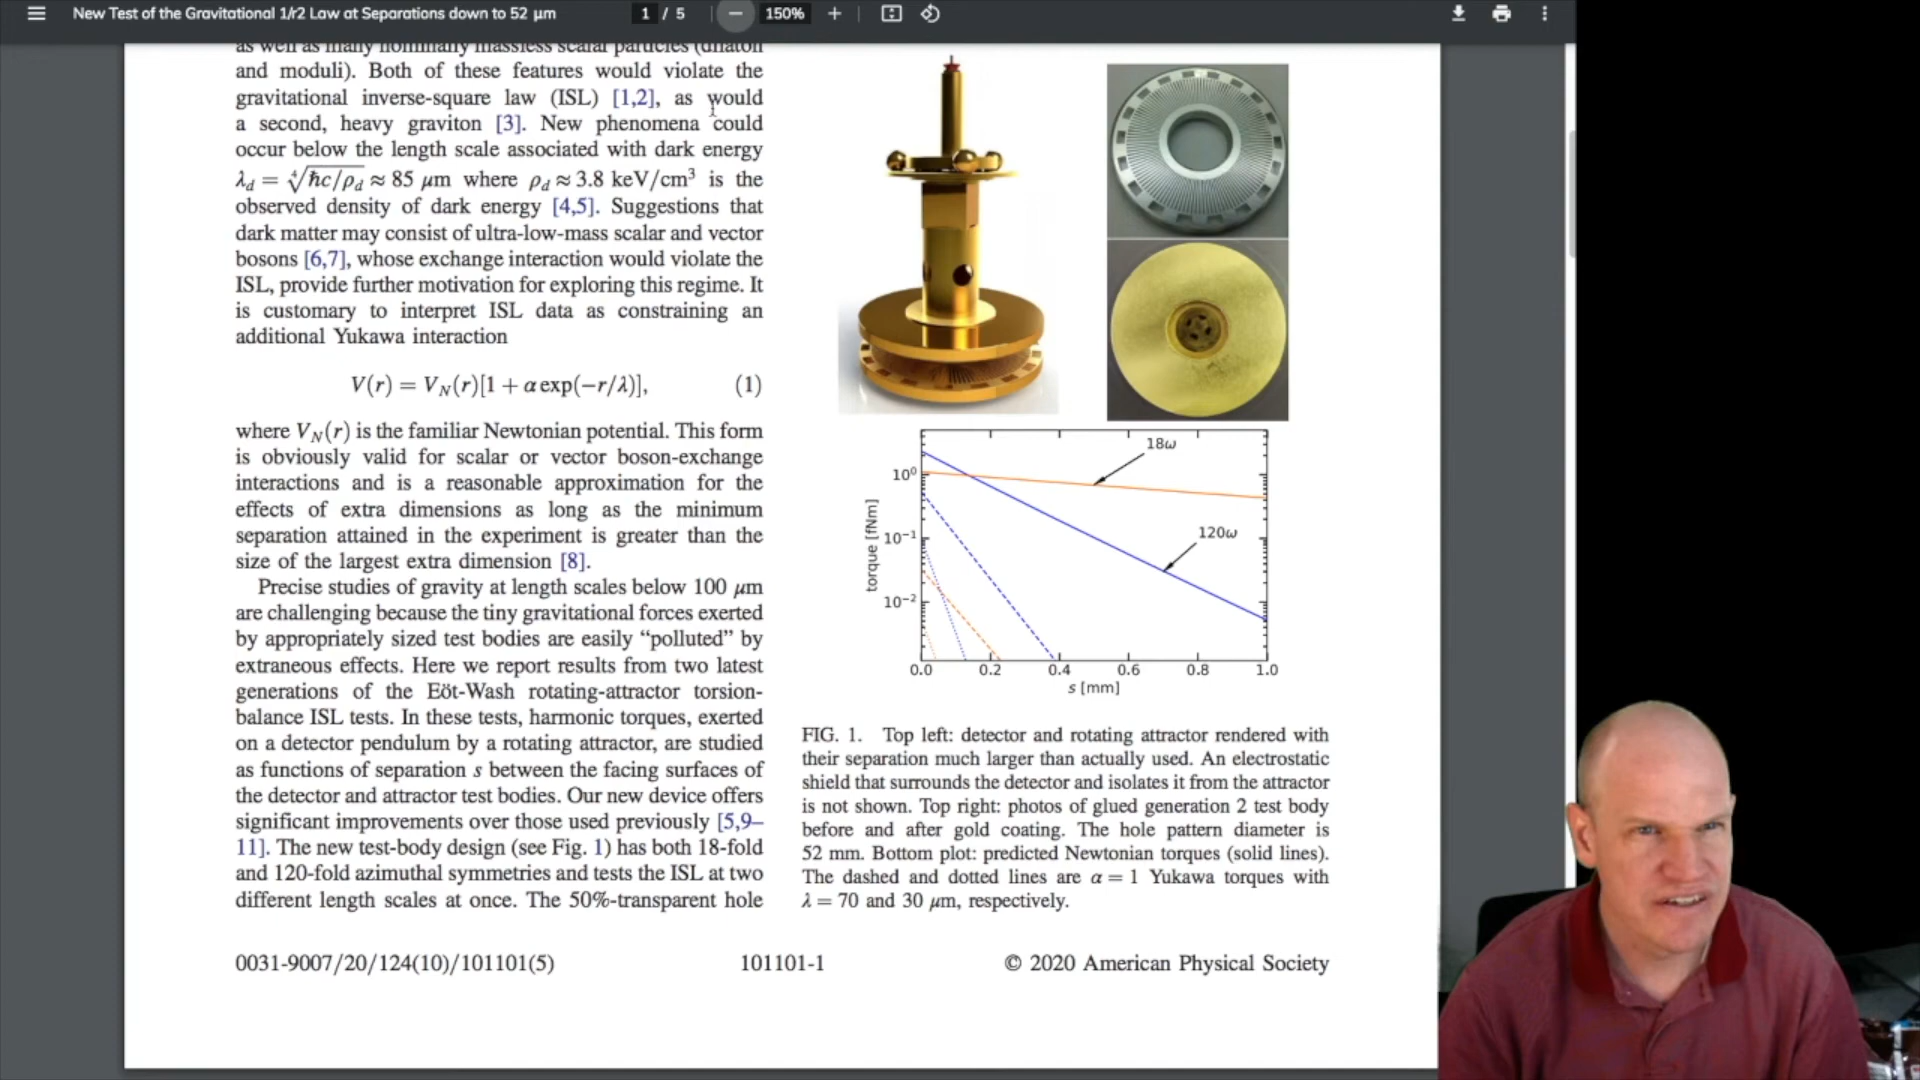 New Test of the Gravitational 1/r2 Law at Separations down to 52 μm
1 / 5
150%
as well as many nominally massless scalar particles (dilaton
and moduli). Both of these features would violate the
gravitational inverse-square law (ISL) [1,2], as would
a second, heavy graviton [3]. New phenomena could
occur below the length scale associated with dark energy
λd = ∜ħc/ρd ≈ 85 μm where ρd ≈ 3.8 keV/cm³ is the
observed density of dark energy [4,5]. Suggestions that
dark matter may consist of ultra-low-mass scalar and vector
bosons [6,7], whose exchange interaction would violate the
ISL, provide further motivation for exploring this regime. It
is customary to interpret ISL data as constraining an
additional Yukawa interaction
V(r) = VN(r)[1 + α exp(−r/λ)], (1)
where VN(r) is the familiar Newtonian potential. This form
is obviously valid for scalar or vector boson-exchange
interactions and is a reasonable approximation for the
effects of extra dimensions as long as the minimum
separation attained in the experiment is greater than the
size of the largest extra dimension [8].
Precise studies of gravity at length scales below 100 μm
are challenging because the tiny gravitational forces exerted
by appropriately sized test bodies are easily “polluted” by
extraneous effects. Here we report results from two latest
generations of the Eöt-Wash rotating-attractor torsion-
balance ISL tests. In these tests, harmonic torques, exerted
on a detector pendulum by a rotating attractor, are studied
as functions of separation s between the facing surfaces of
the detector and attractor test bodies. Our new device offers
significant improvements over those used previously [5,9–
11]. The new test-body design (see Fig. 1) has both 18-fold
and 120-fold azimuthal symmetries and tests the ISL at two
different length scales at once. The 50%-transparent hole
18ω
120ω
10⁰
10⁻¹
10⁻²
torque [fNm]
0.0 0.2 0.4 0.6 0.8 1.0
s [mm]
FIG. 1. Top left: detector and rotating attractor rendered with
their separation much larger than actually used. An electrostatic
shield that surrounds the detector and isolates it from the attractor
is not shown. Top right: photos of glued generation 2 test body
before and after gold coating. The hole pattern diameter is
52 mm. Bottom plot: predicted Newtonian torques (solid lines).
The dashed and dotted lines are α = 1 Yukawa torques with
λ = 70 and 30 μm, respectively.
0031-9007/20/124(10)/101101(5)
101101-1
© 2020 American Physical Society